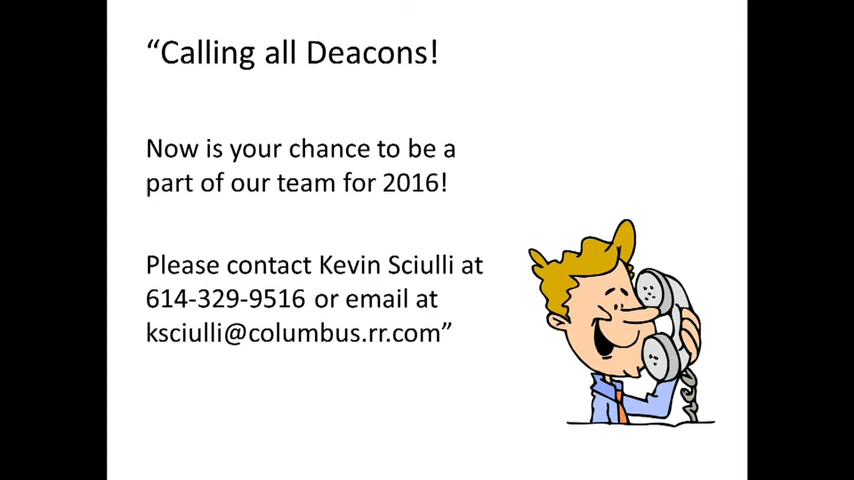 “Calling all Deacons!
Now is your chance to be a
part of our team for 2016!
Please contact Kevin Sciulli at
614-329-9516 or email at
ksciulli@columbus.rr.com”